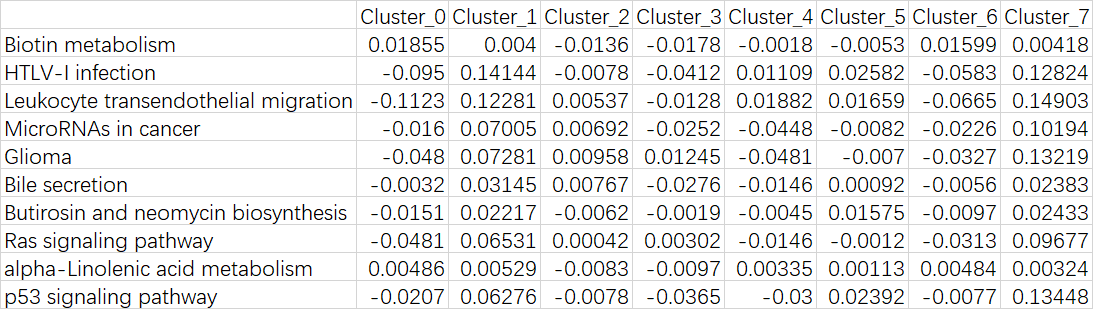 Cluster_0 Cluster_1 Cluster_2 Cluster_3 Cluster_4 Cluster_5 Cluster_6 Cluster_7
Biotin metabolism 0.01855 0.004 -0.0136 -0.0178 -0.0018 -0.0053 0.01599 0.00418
HTLV-I infection -0.095 0.14144 -0.0078 -0.0412 0.01109 0.02582 -0.0583 0.12824
Leukocyte transendothelial migration -0.1123 0.12281 0.00537 -0.0128 0.01882 0.01659 -0.0665 0.14903
MicroRNAs in cancer -0.016 0.07005 0.00692 -0.0252 -0.0448 -0.0082 -0.0226 0.10194
Glioma -0.048 0.07281 0.00958 0.01245 -0.0481 -0.007 -0.0327 0.13219
Bile secretion -0.0032 0.03145 0.00767 -0.0276 -0.0146 0.00092 -0.0056 0.02383
Butirosin and neomycin biosynthesis -0.0151 0.02217 -0.0062 -0.0019 -0.0045 0.01575 -0.0097 0.02433
Ras signaling pathway -0.0481 0.06531 0.00042 0.00302 -0.0146 -0.0012 -0.0313 0.09677
alpha-Linolenic acid metabolism 0.00486 0.00529 -0.0083 -0.0097 0.00335 0.00113 0.00484 0.00324
p53 signaling pathway -0.0207 0.06276 -0.0078 -0.0365 -0.03 0.02392 -0.0077 0.13448